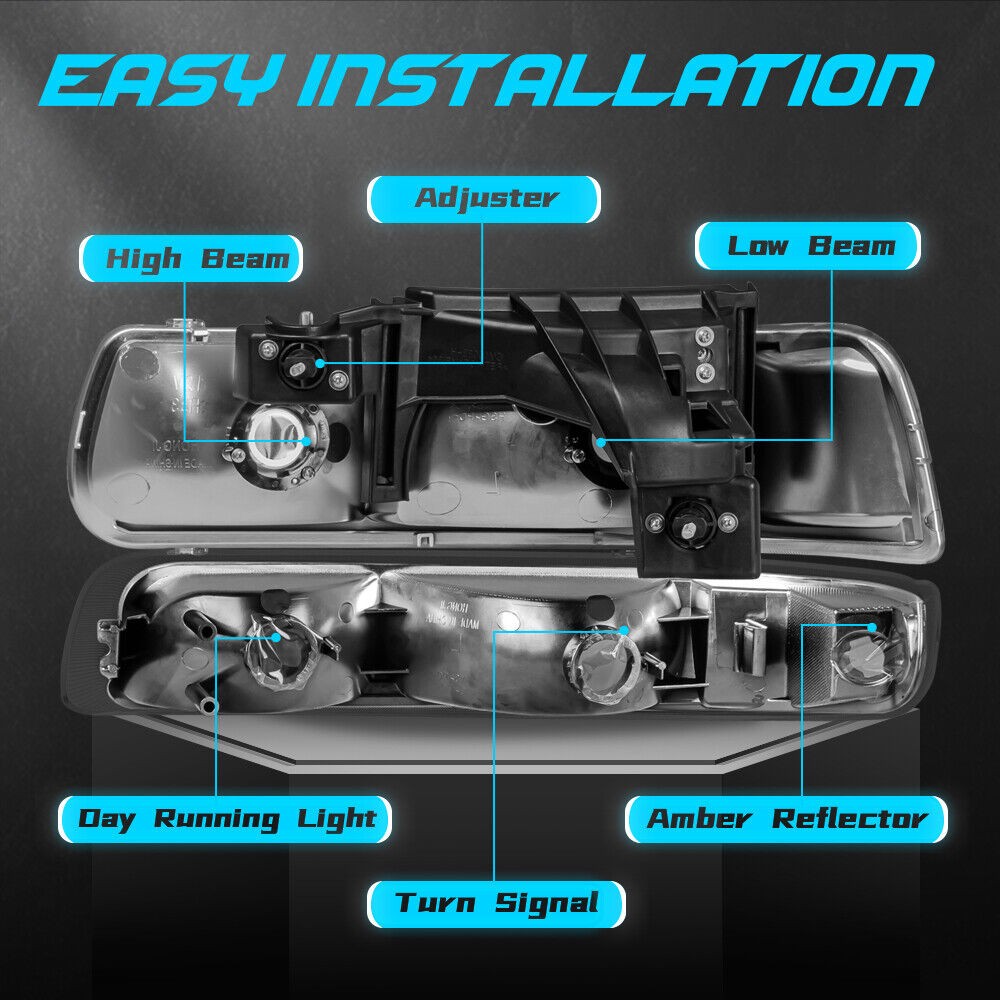 EASY INSTALLATION
Adjuster
High Beam
Low Beam
Day Running Light
Amber Reflector
Turn Signal